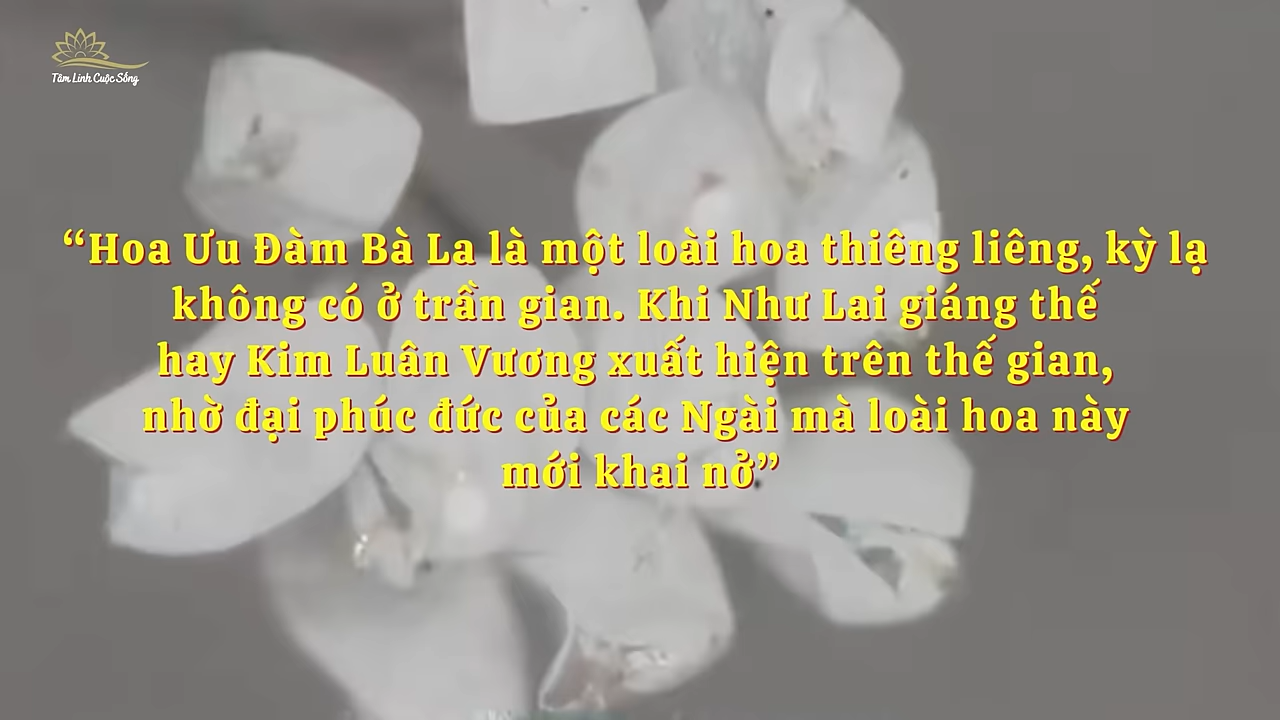 Tâm Linh Cuộc Sống
“Hoa Ưu Đàm Bà La là một loài hoa thiêng liêng, kỳ lạ
không có ở trần gian. Khi Như Lai giáng thế
hay Kim Luân Vương xuất hiện trên thế gian,
nhờ đại phúc đức của các Ngài mà loài hoa này
mới khai nở”